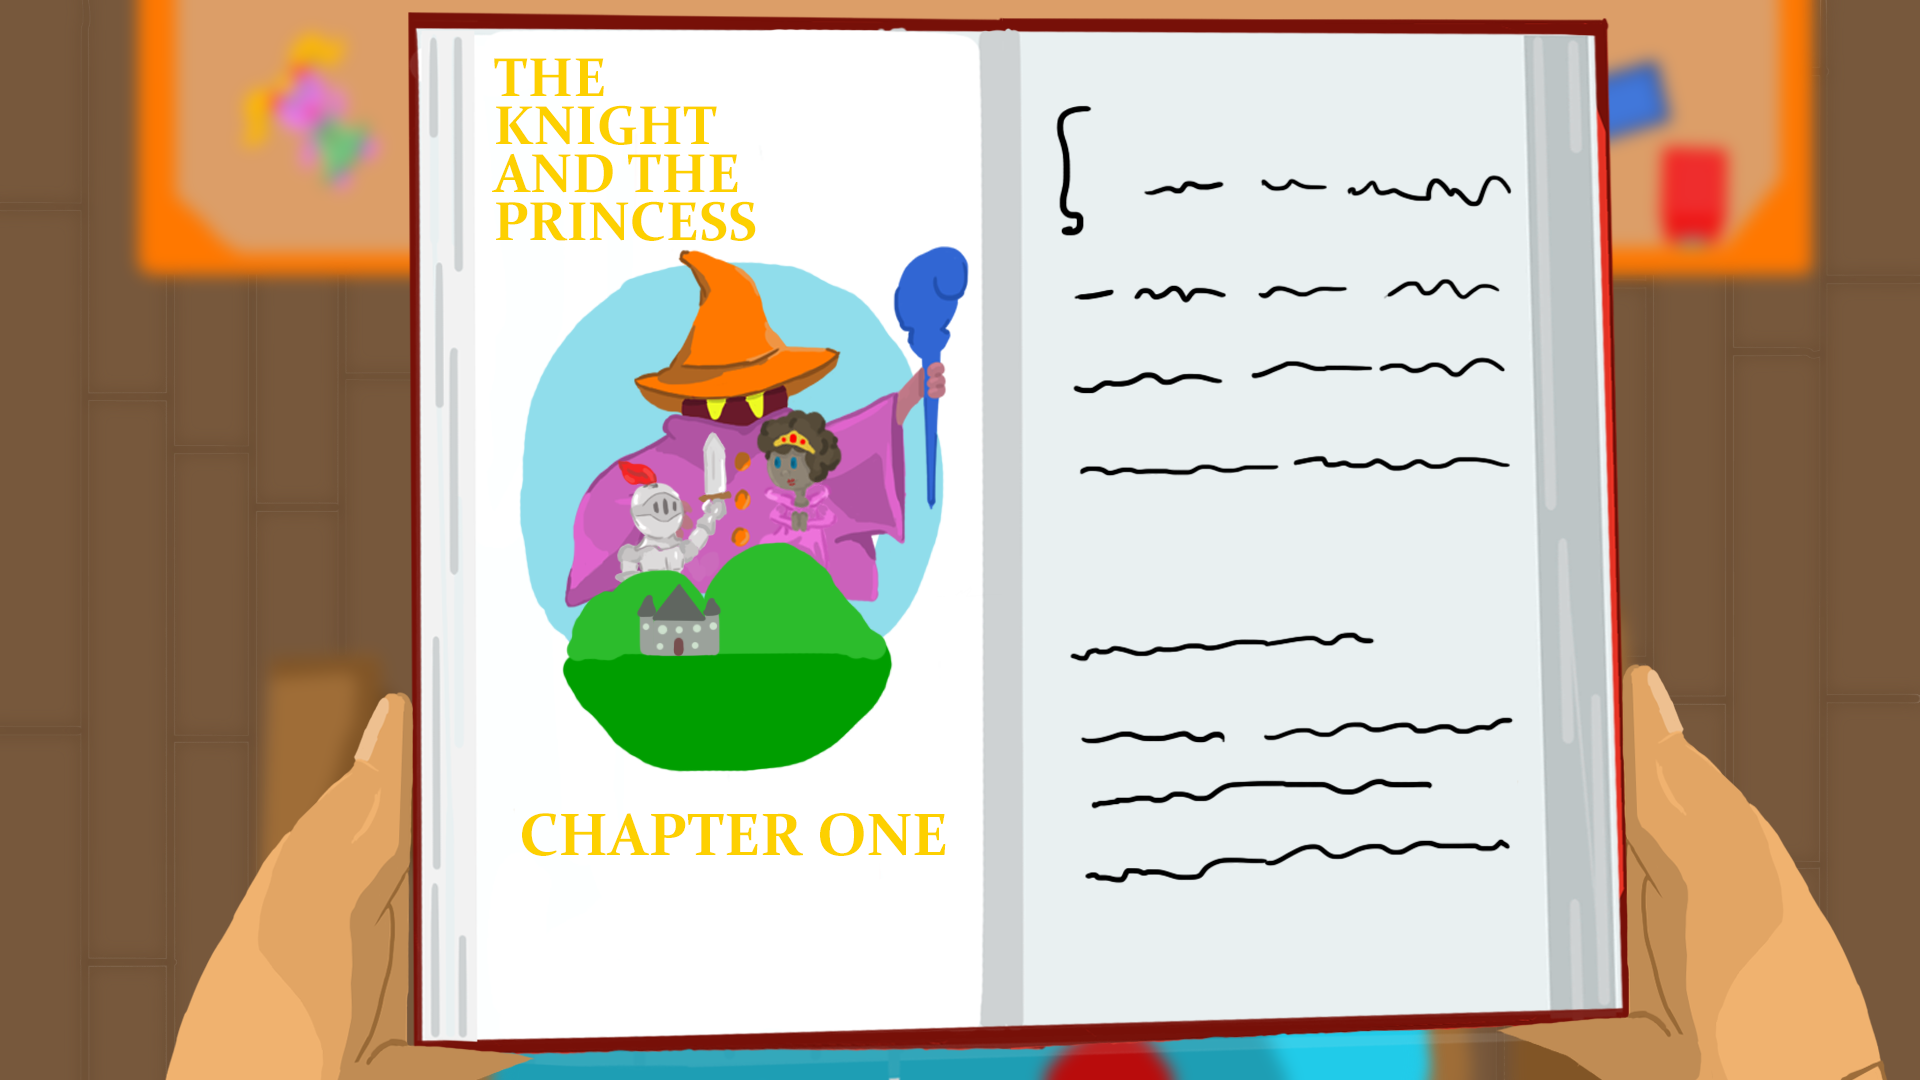 THE
KNIGHT
AND THE
PRINCESS
CHAPTER ONE